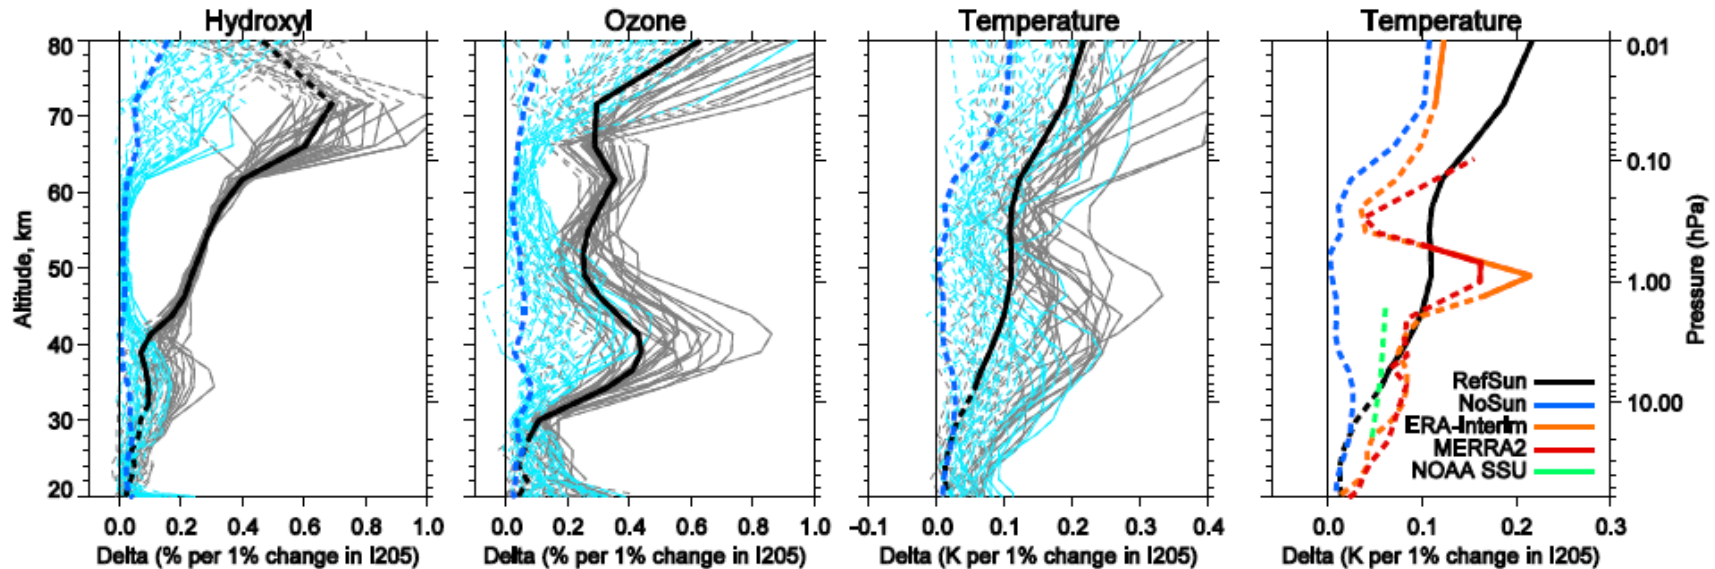 Hydroxyl
Ozone
Temperature
Temperature
Altitude, km
80
70
60
50
40
30
20
0.01
0.10
1.00
10.00
Pressure (hPa)
RefSun
NoSun
ERA-Interim
MERRA2
NOAA SSU
0.0 0.2 0.4 0.6 0.8 1.0
0.0 0.2 0.4 0.6 0.8 1.0
-0.1 0.0 0.1 0.2 0.3 0.4
0.0 0.1 0.2 0.3
Delta (% per 1% change in I205)
Delta (% per 1% change in I205)
Delta (K per 1% change in I205)
Delta (K per 1% change in I205)